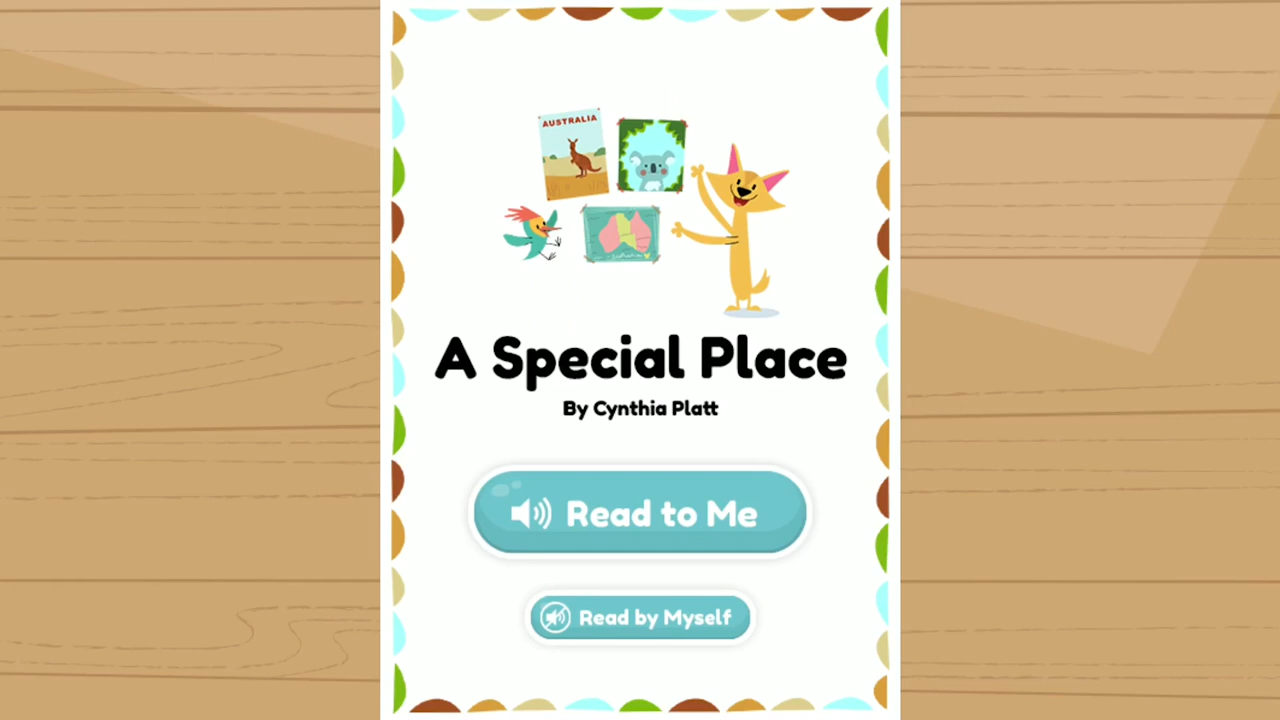 AUSTRALIA
A Special Place
By Cynthia Platt
Read to Me
Read by Myself